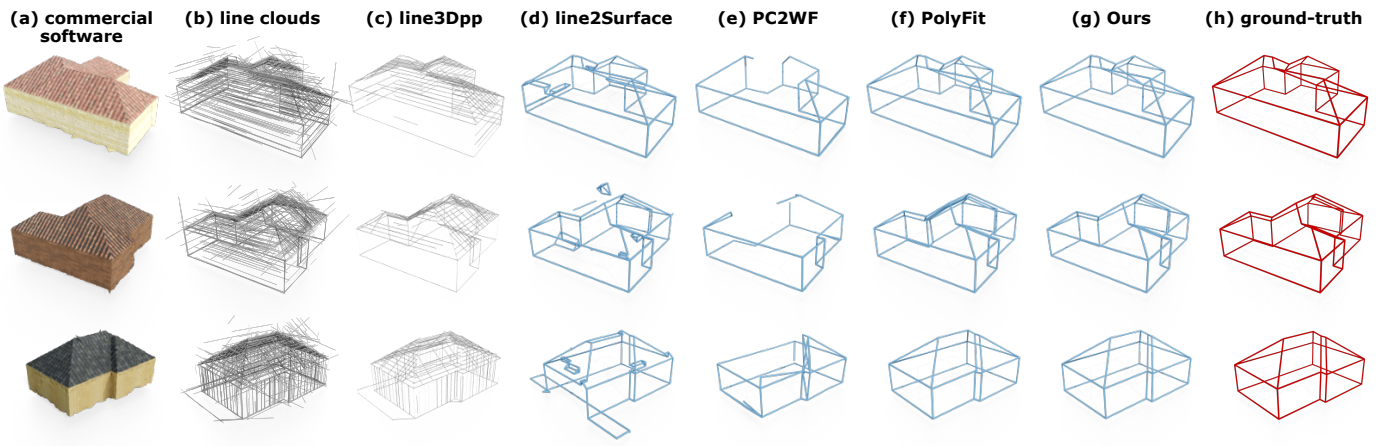 (a) commercial
software
(b) line clouds
(c) line3Dpp
(d) line2Surface
(e) PC2WF
(f) PolyFit
(g) Ours
(h) ground-truth